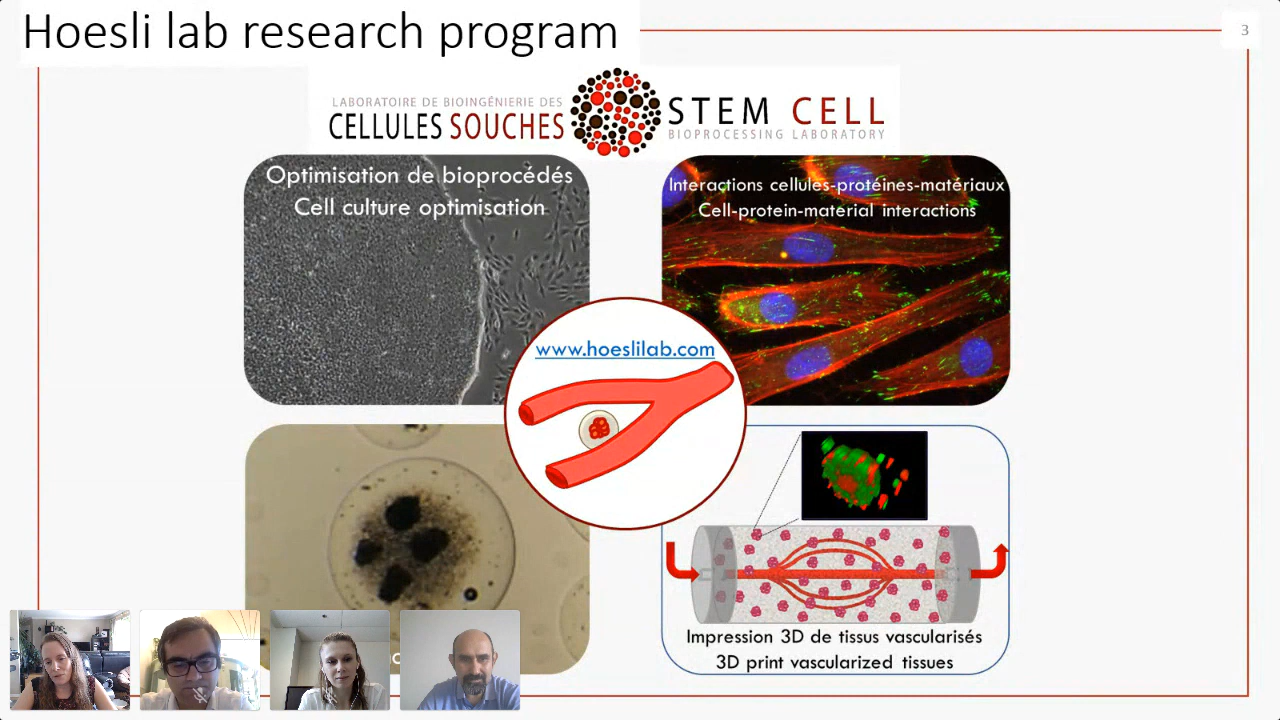 Hoesli lab research program
3
LABORATOIRE DE BIOINGÉNIERIE DES
CELLULES SOUCHES
STEM CELL
BIOPROCESSING LABORATORY
Optimisation de bioprocédés
Cell culture optimisation
Interactions cellules-protéines-matériaux
Cell-protein-material interactions
www.hoeslilab.com
Impression 3D de tissus vascularisés
3D print vascularized tissues